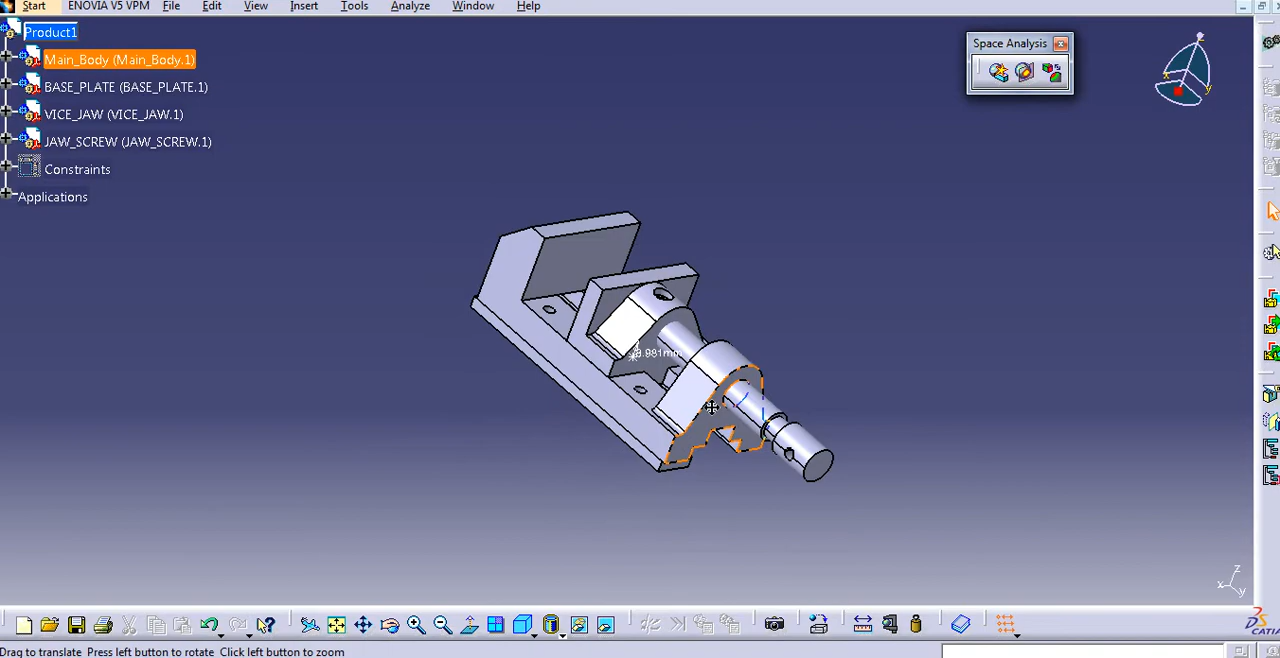 Start ENOVIA V5 VPM File Edit View Insert Tools Analyze Window Help
Product1
Main_Body (Main_Body.1)
BASE_PLATE (BASE_PLATE.1)
VICE_JAW (VICE_JAW.1)
JAW_SCREW (JAW_SCREW.1)
Constraints
Applications
Space Analysis
x
y
z
x
y
CATIA
Drag to translate Press left button to rotate Click left button to zoom